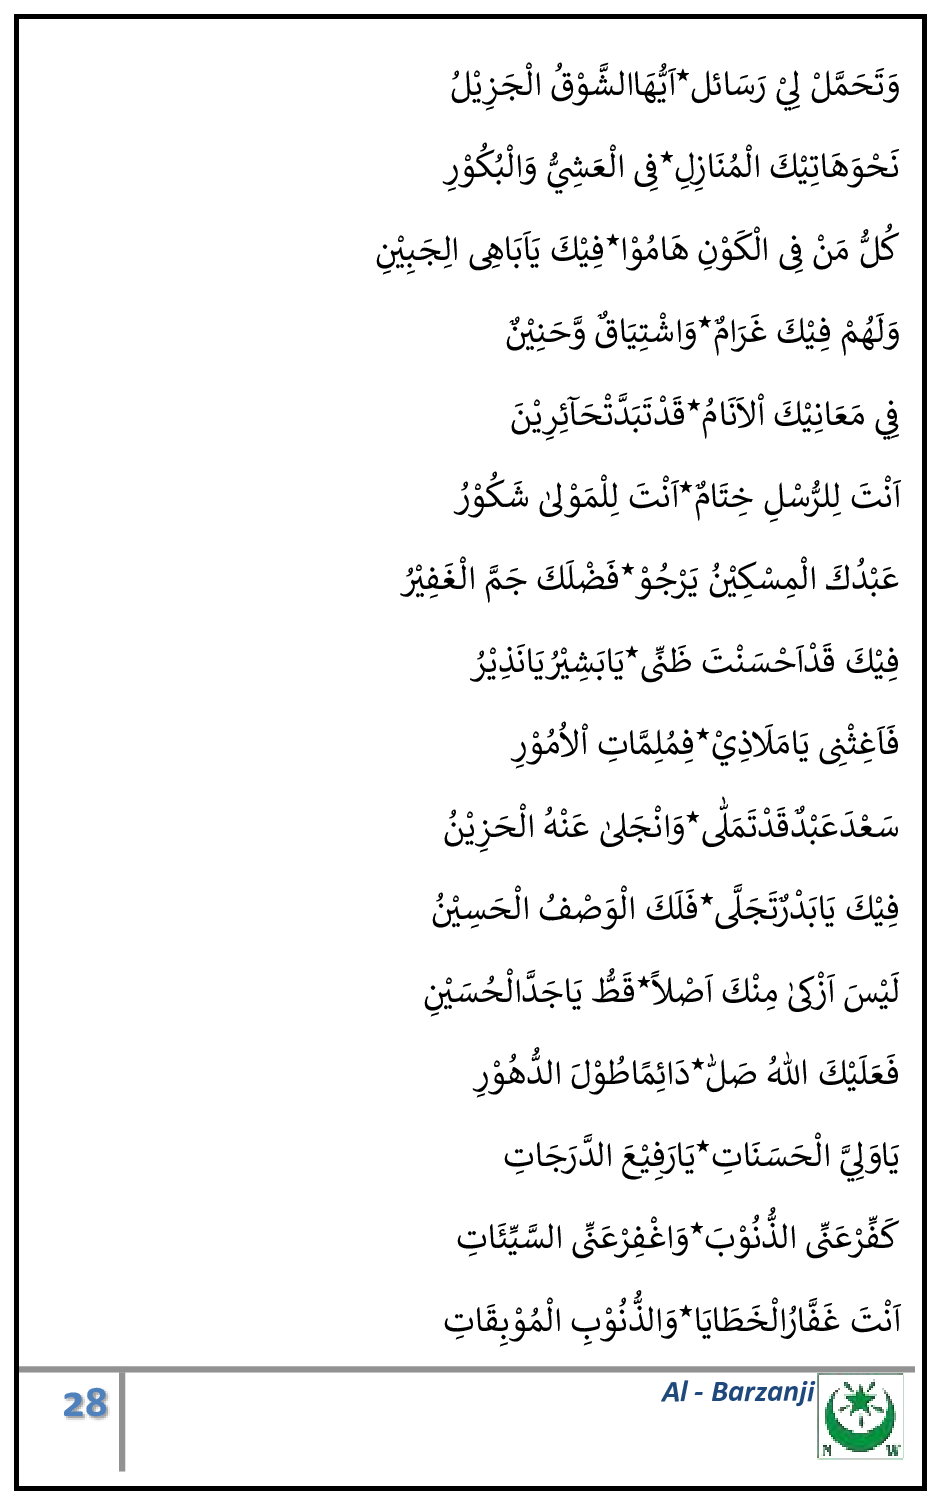 وَتَحَمَّلْ لِيْ رَسَائل★اَيُّهَاالشَّوْقُ الْجَزِيْلُ
نَحْوَهَاتِيْكَ الْمُنَازِلِ★فِى الْعَشِيُّ وَالْبُكُوْرِ
كُلُّ مَنْ فِى الْكَوْنِ هَامُوْا★فِيْكَ يَاَبَاهِى الِجَبِيْنِ
وَلَهُمْ فِيْكَ غَرَامٌ★وَاشْتِيَاقٌ وَّحَنِيْنٌ
فِي مَعَانِيْكَ اْلاَنَامُ★قَدْتَبَدَّتْحَآئِرِيْنَ
اَنْتَ لِلرُّسْلِ خِتَامٌ★اَنْتَ لِلْمَوْلىٰ شَكُوْرُ
عَبْدُكَ الْمِسْكِيْنُ يَرْجُوْ★فَضْلَكَ جَمَّ الْغَفِيْرُ
فِيْكَ قَدْاَحْسَنْتَ ظَنِّى★يَابَشِيْرُيَانَذِيْرُ
فَاَغِثْنِى يَامَلَاذِيْ★فِمُلِمَّاتِ اْلاُمُوْرِ
سَعْدَعَبْدٌقَدْتَمَلّٰى★وَانْجَلىٰ عَنْهُ الْحَزِيْنُ
فِيْكَ يَابَدْرٌتَجَلَّى★فَلَكَ الْوَصْفُ الْحَسِيْنُ
لَيْسَ اَزْكىٰ مِنْكَ اَصْلاً★قَطُّ يَاجَدَّالْحُسَيْنِ
فَعَلَيْكَ اللهُ صَلّٰ★دَائِمًاطُوْلَ الدُّهُوْرِ
يَاوَلِيَّ الْحَسَنَاتِ★يَارَفِيْعَ الدَّرَجَاتِ
كَفِّرْعَنِّى الذُّنُوْبَ★وَاغْفِرْعَنِّى السَّيِّئَاتِ
اَنْتَ غَفَّارُالْخَطَايَا★وَالذُّنُوْبِ الْمُوْبِقَاتِ
28
Al - Barzanji
N W